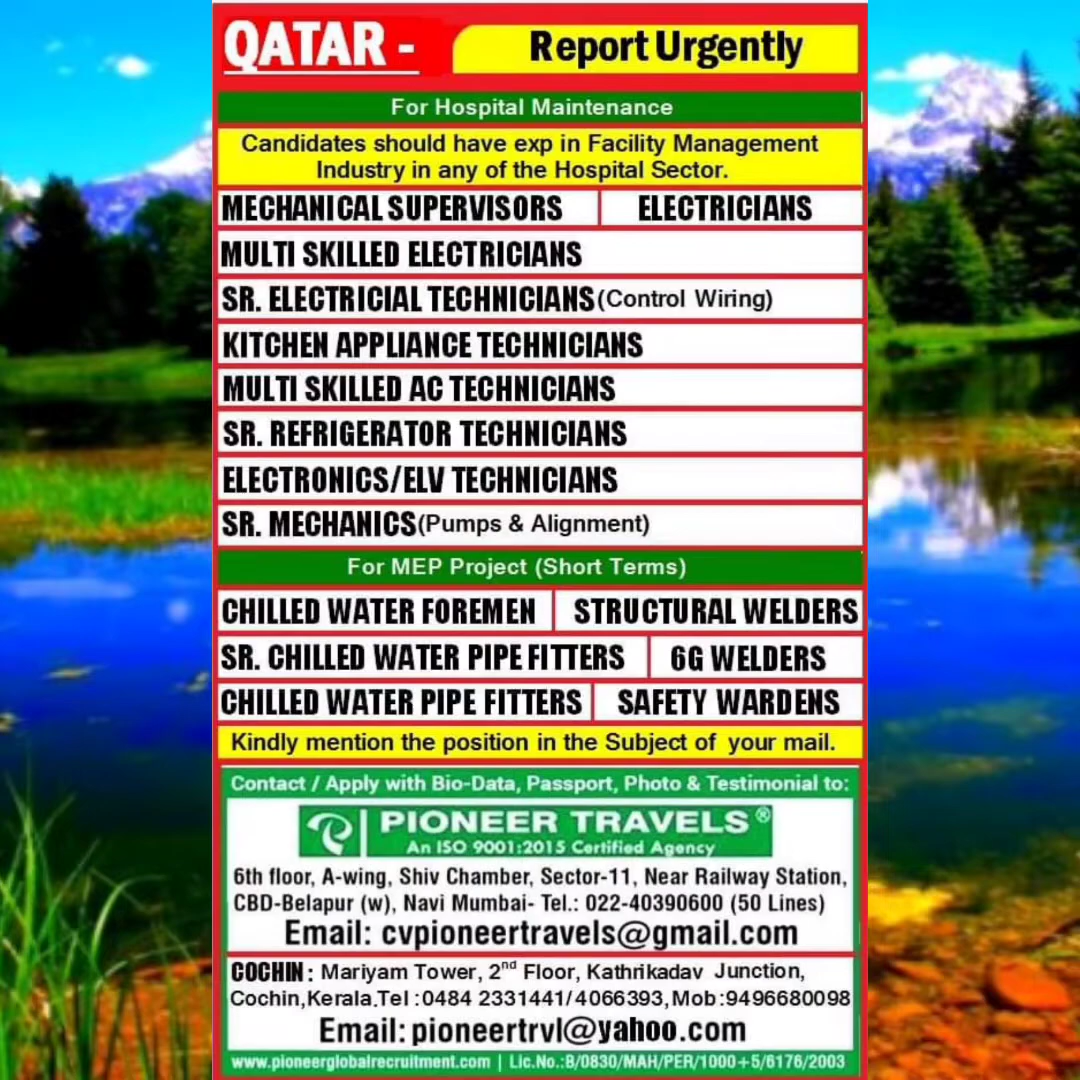 QATAR -
Report Urgently
For Hospital Maintenance
Candidates should have exp in Facility Management
Industry in any of the Hospital Sector.
MECHANICAL SUPERVISORS
ELECTRICIANS
MULTI SKILLED ELECTRICIANS
SR. ELECTRICIAL TECHNICIANS (Control Wiring)
KITCHEN APPLIANCE TECHNICIANS
MULTI SKILLED AC TECHNICIANS
SR. REFRIGERATOR TECHNICIANS
ELECTRONICS/ELV TECHNICIANS
SR. MECHANICS (Pumps & Alignment)
For MEP Project (Short Terms)
CHILLED WATER FOREMEN
STRUCTURAL WELDERS
SR. CHILLED WATER PIPE FITTERS
6G WELDERS
CHILLED WATER PIPE FITTERS
SAFETY WARDENS
Kindly mention the position in the Subject of your mail.
Contact / Apply with Bio-Data, Passport, Photo & Testimonial to:
PIONEER TRAVELS ®
An ISO 9001:2015 Certified Agency
6th floor, A-wing, Shiv Chamber, Sector-11, Near Railway Station,
CBD-Belapur (w), Navi Mumbai- Tel.: 022-40390600 (50 Lines)
Email: cvpioneertravels@gmail.com
COCHIN : Mariyam Tower, 2nd Floor, Kathrikadav Junction,
Cochin,Kerala.Tel :0484 2331441/4066393, Mob:9496680098
Email: pioneertrvl@yahoo.com
www.pioneerglobalrecruitment.com | Lic.No.:B/0830/MAH/PER/1000+5/6176/2003